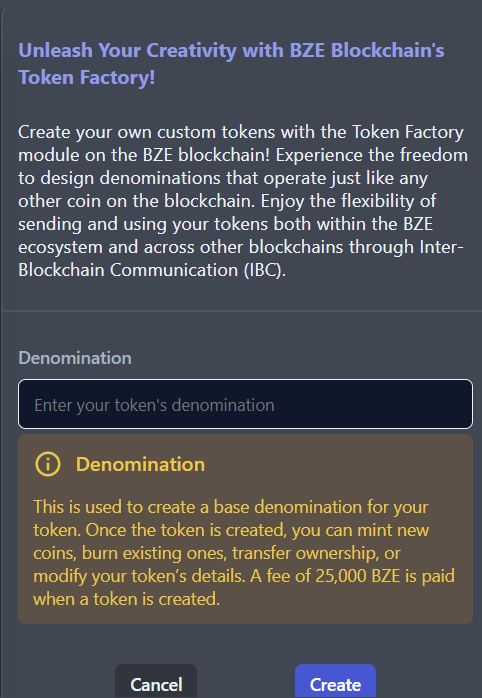 Unleash Your Creativity with BZE Blockchain's
Token Factory!
Create your own custom tokens with the Token Factory
module on the BZE blockchain! Experience the freedom
to design denominations that operate just like any
other coin on the blockchain. Enjoy the flexibility of
sending and using your tokens both within the BZE
ecosystem and across other blockchains through Inter-
Blockchain Communication (IBC).
Denomination
Enter your token's denomination
Denomination
This is used to create a base denomination for your
token. Once the token is created, you can mint new
coins, burn existing ones, transfer ownership, or
modify your token’s details. A fee of 25,000 BZE is paid
when a token is created.
Cancel
Create